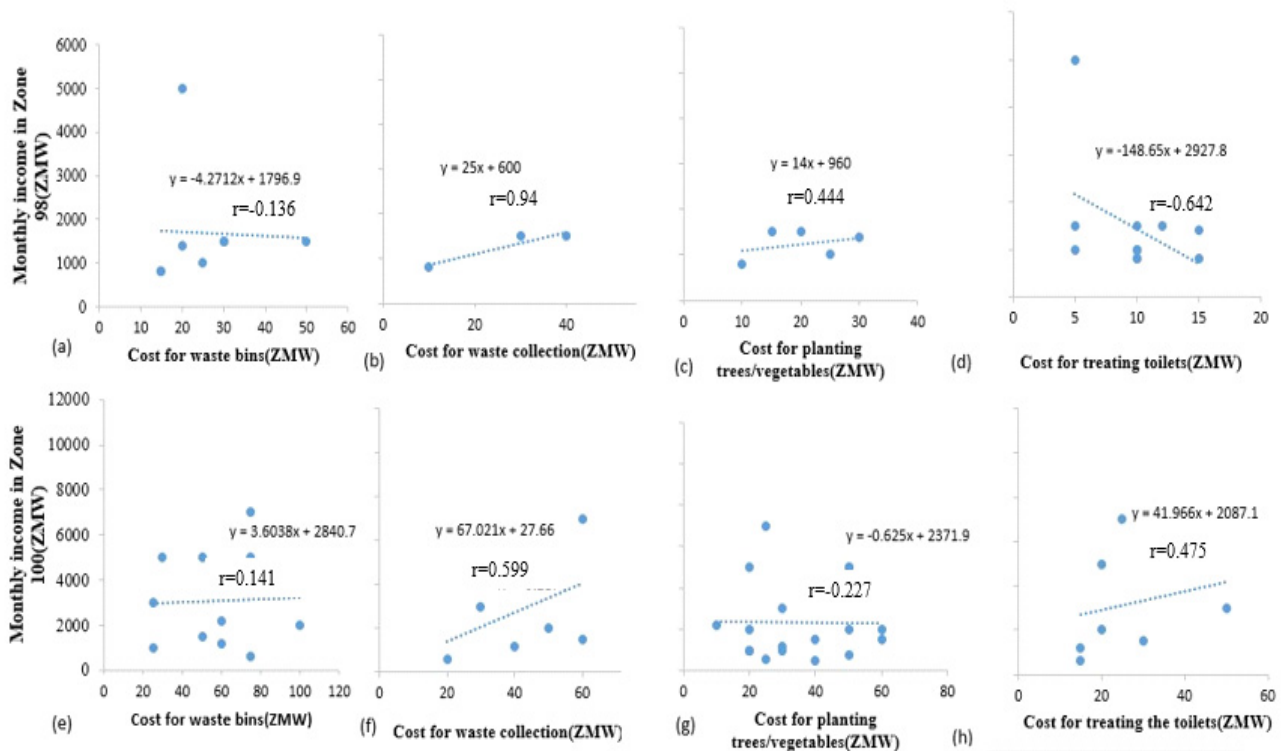 Monthly income in Zone
98(ZMW)
6000
5000
4000
3000
2000
1000
0
y = -4.2712x + 1796.9
r=-0.136
0 10 20 30 40 50 60
(a)
Cost for waste bins(ZMW)
y = 25x + 600
r=0.94
0 20 40
(b)
Cost for waste collection(ZMW)
y = 14x + 960
r=0.444
0 10 20 30 40
(c)
Cost for planting
trees/vegetables(ZMW)
y = -148.65x + 2927.8
r=-0.642
0 5 10 15 20
(d)
Cost for treating toilets(ZMW)
Monthly income in Zone
100(ZMW)
12000
10000
8000
6000
4000
2000
0
y = 3.6038x + 2840.7
r=0.141
0 20 40 60 80 100 120
(e)
Cost for waste bins(ZMW)
y = 67.021x + 27.66
r=0.599
0 20 40 60
(f)
Cost for waste collection(ZMW)
y = -0.625x + 2371.9
r=-0.227
0 20 40 60 80
(g)
Cost for planting
trees/vegetables(ZMW)
y = 41.966x + 2087.1
r=0.475
0 20 40 60
(h)
Cost for treating the toilets(ZMW)